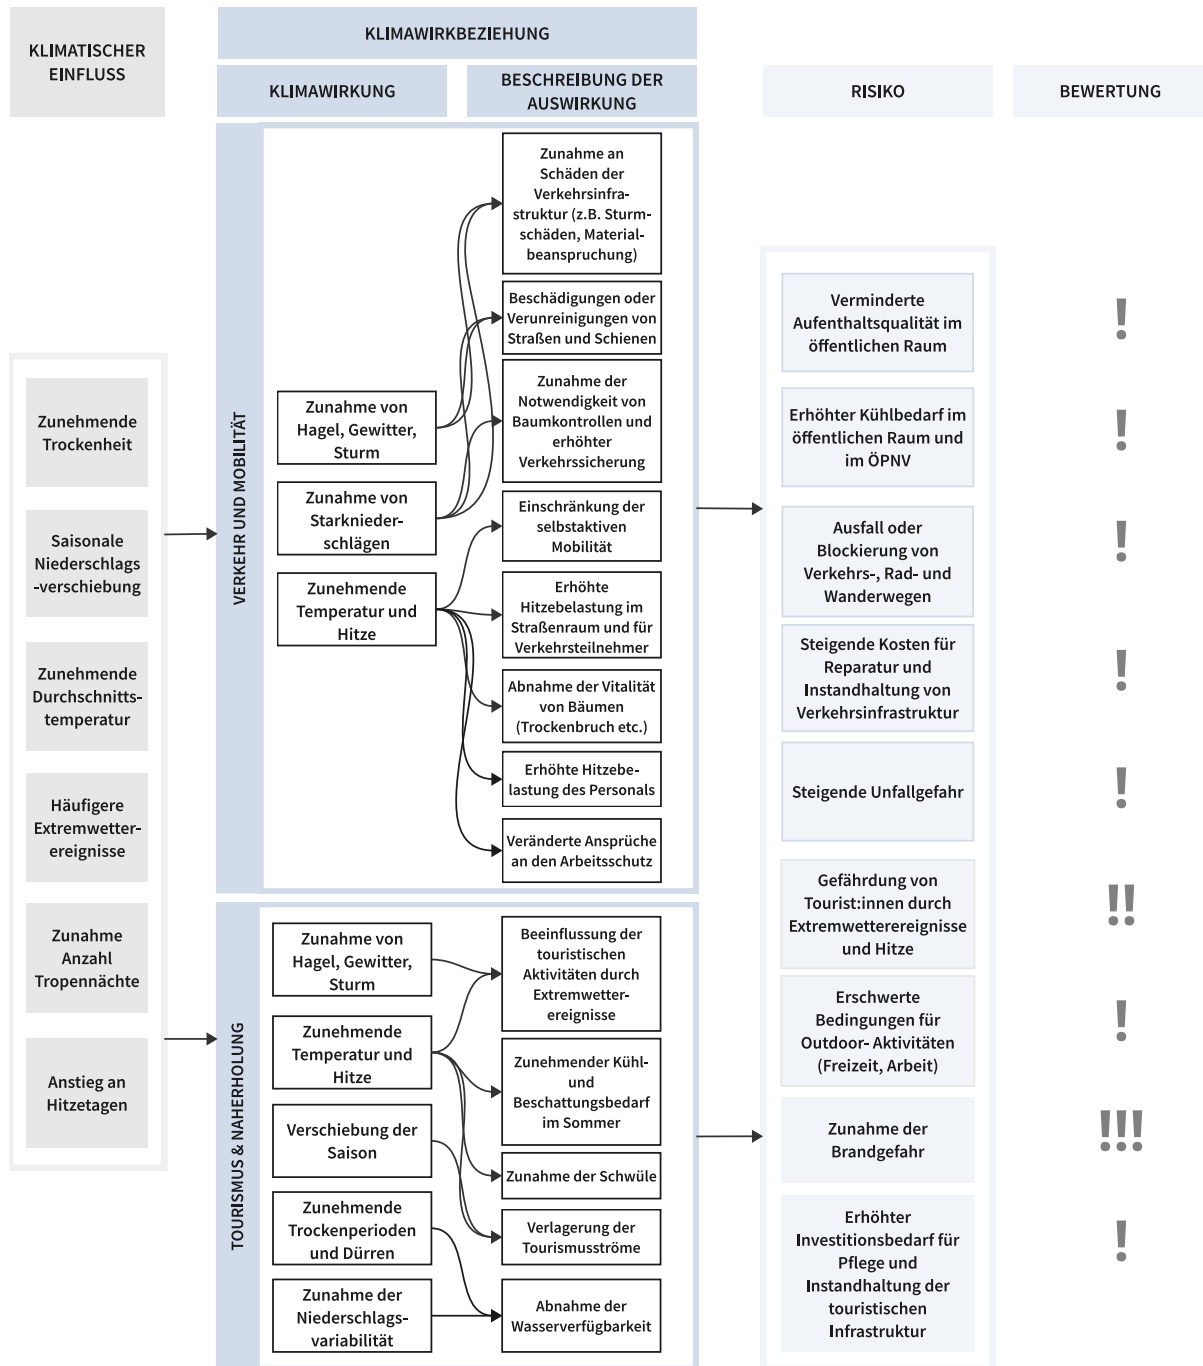 KLIMATISCHER
EINFLUSS
KLIMAWIRKBEZIEHUNG
KLIMAWIRKUNG
BESCHREIBUNG DER
AUSWIRKUNG
RISIKO
BEWERTUNG
Zunehmende
Trockenheit
Saisonale
Niederschlags
-verschiebung
Zunehmende
Durchschnitts-
temperatur
Häufigere
Extremwetter-
ereignisse
Zunahme
Anzahl
Tropennächte
Anstieg an
Hitzetagen
VERKEHR UND MOBILITÄT
Zunahme von
Hagel, Gewitter,
Sturm
Zunahme von
Starknieder-
schlägen
Zunehmende
Temperatur und
Hitze
Zunahme an
Schäden der
Verkehrsinfra-
struktur (z.B. Sturm-
schäden, Material-
beanspruchung)
Beschädigungen oder
Verunreinigungen von
Straßen und Schienen
Zunahme der
Notwendigkeit von
Baumkontrollen und
erhöhter
Verkehrssicherung
Einschränkung der
selbstaktiven
Mobilität
Erhöhte
Hitzebelastung im
Straßenraum und für
Verkehrsteilnehmer
Abnahme der Vitalität
von Bäumen
(Trockenbruch etc.)
Erhöhte Hitzebe-
lastung des Personals
Veränderte Ansprüche
an den Arbeitsschutz
TOURISMUS & NAHERHOLUNG
Zunahme von
Hagel, Gewitter,
Sturm
Zunehmende
Temperatur und
Hitze
Verschiebung der
Saison
Zunehmende
Trockenperioden
und Dürren
Zunahme der
Niederschlags-
variabilität
Beeinflussung der
touristischen
Aktivitäten durch
Extremwetter-
ereignisse
Zunehmender Kühl-
und
Beschattungsbedarf
im Sommer
Zunahme der Schwüle
Verlagerung der
Tourismusströme
Abnahme der
Wasserverfügbarkeit
Verminderte
Aufenthaltsqualität im
öffentlichen Raum
!
Erhöhter Kühlbedarf im
öffentlichen Raum und
im ÖPNV
!
Ausfall oder
Blockierung von
Verkehrs-, Rad- und
Wanderwegen
!
Steigende Kosten für
Reparatur und
Instandhaltung von
Verkehrsinfrastruktur
!
Steigende Unfallgefahr
!
Gefährdung von
Tourist:innen durch
Extremwetterereignisse
und Hitze
!!
Erschwerte
Bedingungen für
Outdoor- Aktivitäten
(Freizeit, Arbeit)
!
Zunahme der
Brandgefahr
!!!
Erhöhter
Investitionsbedarf für
Pflege und
Instandhaltung der
touristischen
Infrastruktur
!